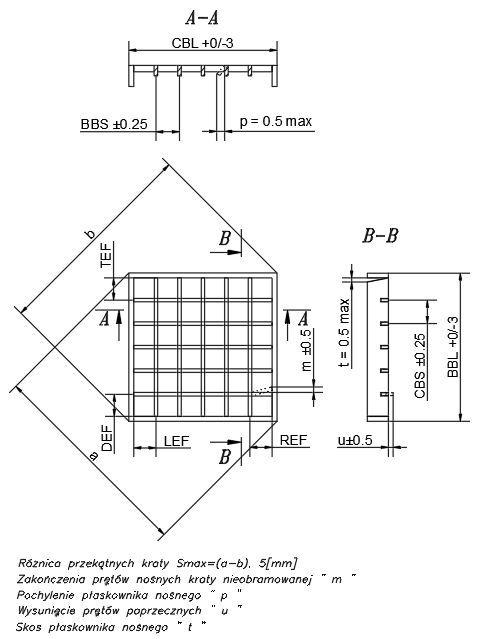 A-A
CBL +0/-3
BBS ±0.25
p = 0.5 max
b
B
B-B
TEF
A
A
m ±0.5
t = 0.5 max
CBS ±0.25
BBL +0/-3
DEF
LEF
REF
B
u±0.5
a
Różnica przekątnych kraty Smax=(a-b), 5[mm]
Zakończenia prętów nośnych kraty nieobramowanej " m "
Pochylenie płaskownika nośnego " p "
Wysunięcie prętów poprzecznych " u "
Skos płaskownika nośnego " t "